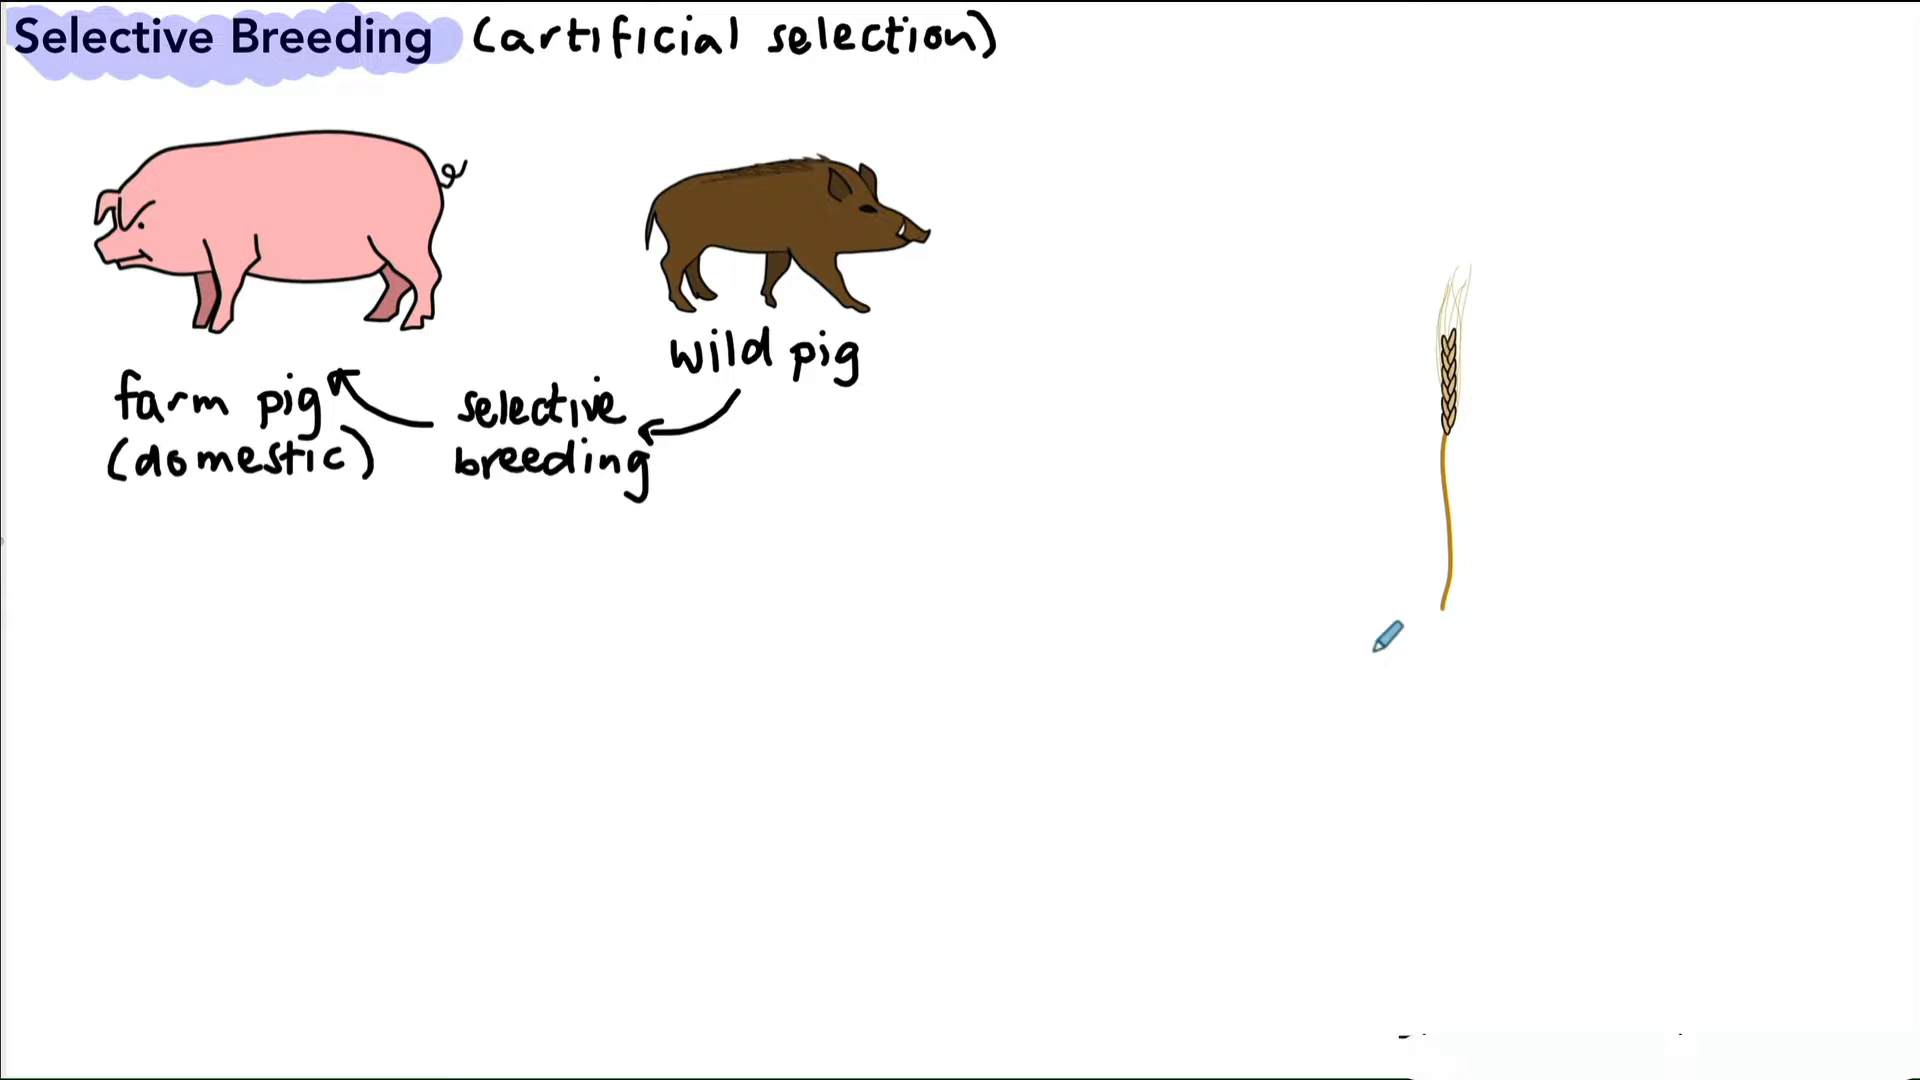 Selective Breeding (artificial selection)
wild pig
farm pig
(domestic)
selective
breeding